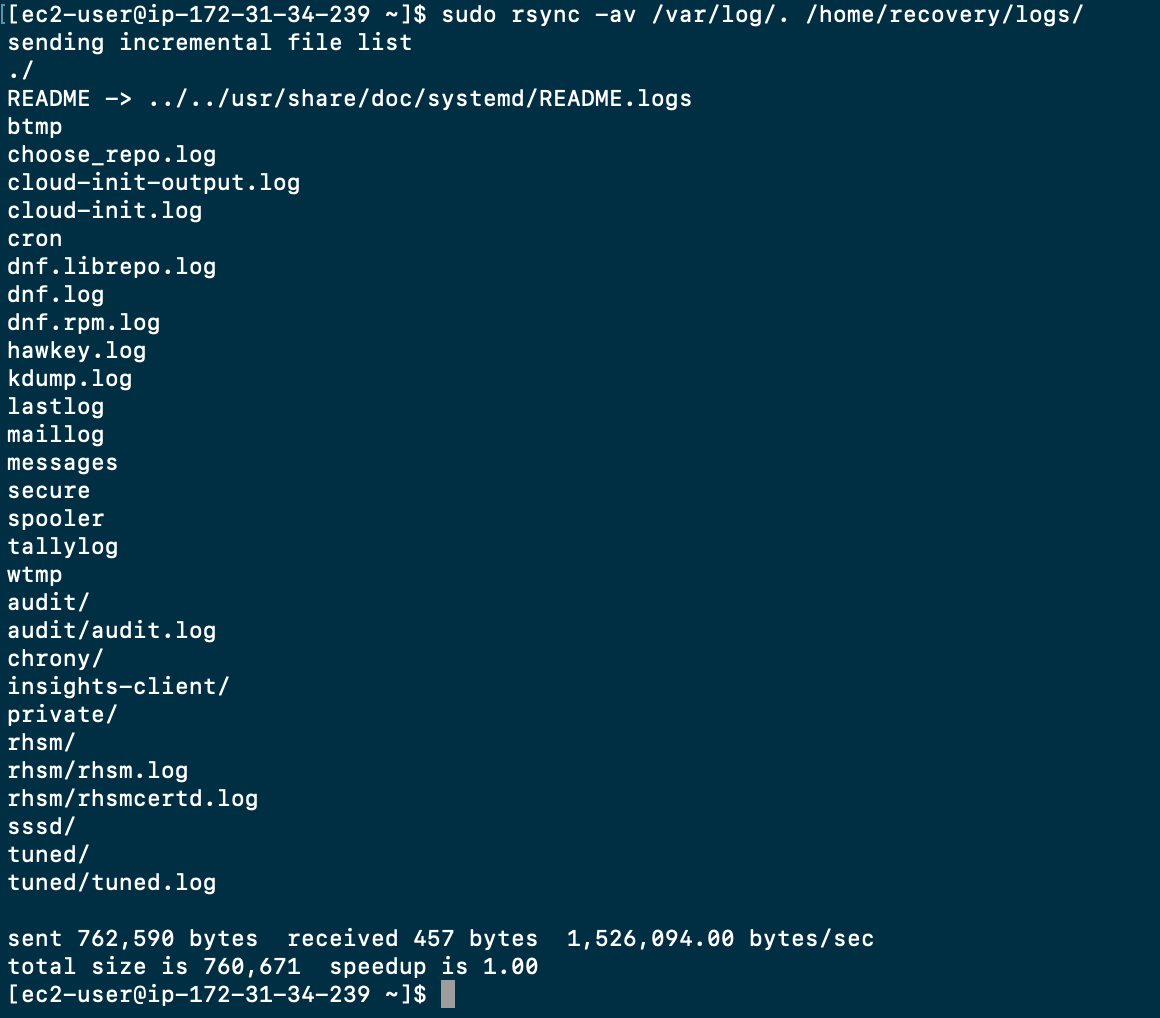 [[ec2-user@ip-172-31-34-239 ~]$ sudo rsync -av /var/log/. /home/recovery/logs/
sending incremental file list
./
README -> ../../usr/share/doc/systemd/README.logs
btmp
choose_repo.log
cloud-init-output.log
cloud-init.log
cron
dnf.librepo.log
dnf.log
dnf.rpm.log
hawkey.log
kdump.log
lastlog
maillog
messages
secure
spooler
tallylog
wtmp
audit/
audit/audit.log
chrony/
insights-client/
private/
rhsm/
rhsm/rhsm.log
rhsm/rhsmcertd.log
sssd/
tuned/
tuned/tuned.log

sent 762,590 bytes  received 457 bytes  1,526,094.00 bytes/sec
total size is 760,671  speedup is 1.00
[ec2-user@ip-172-31-34-239 ~]$